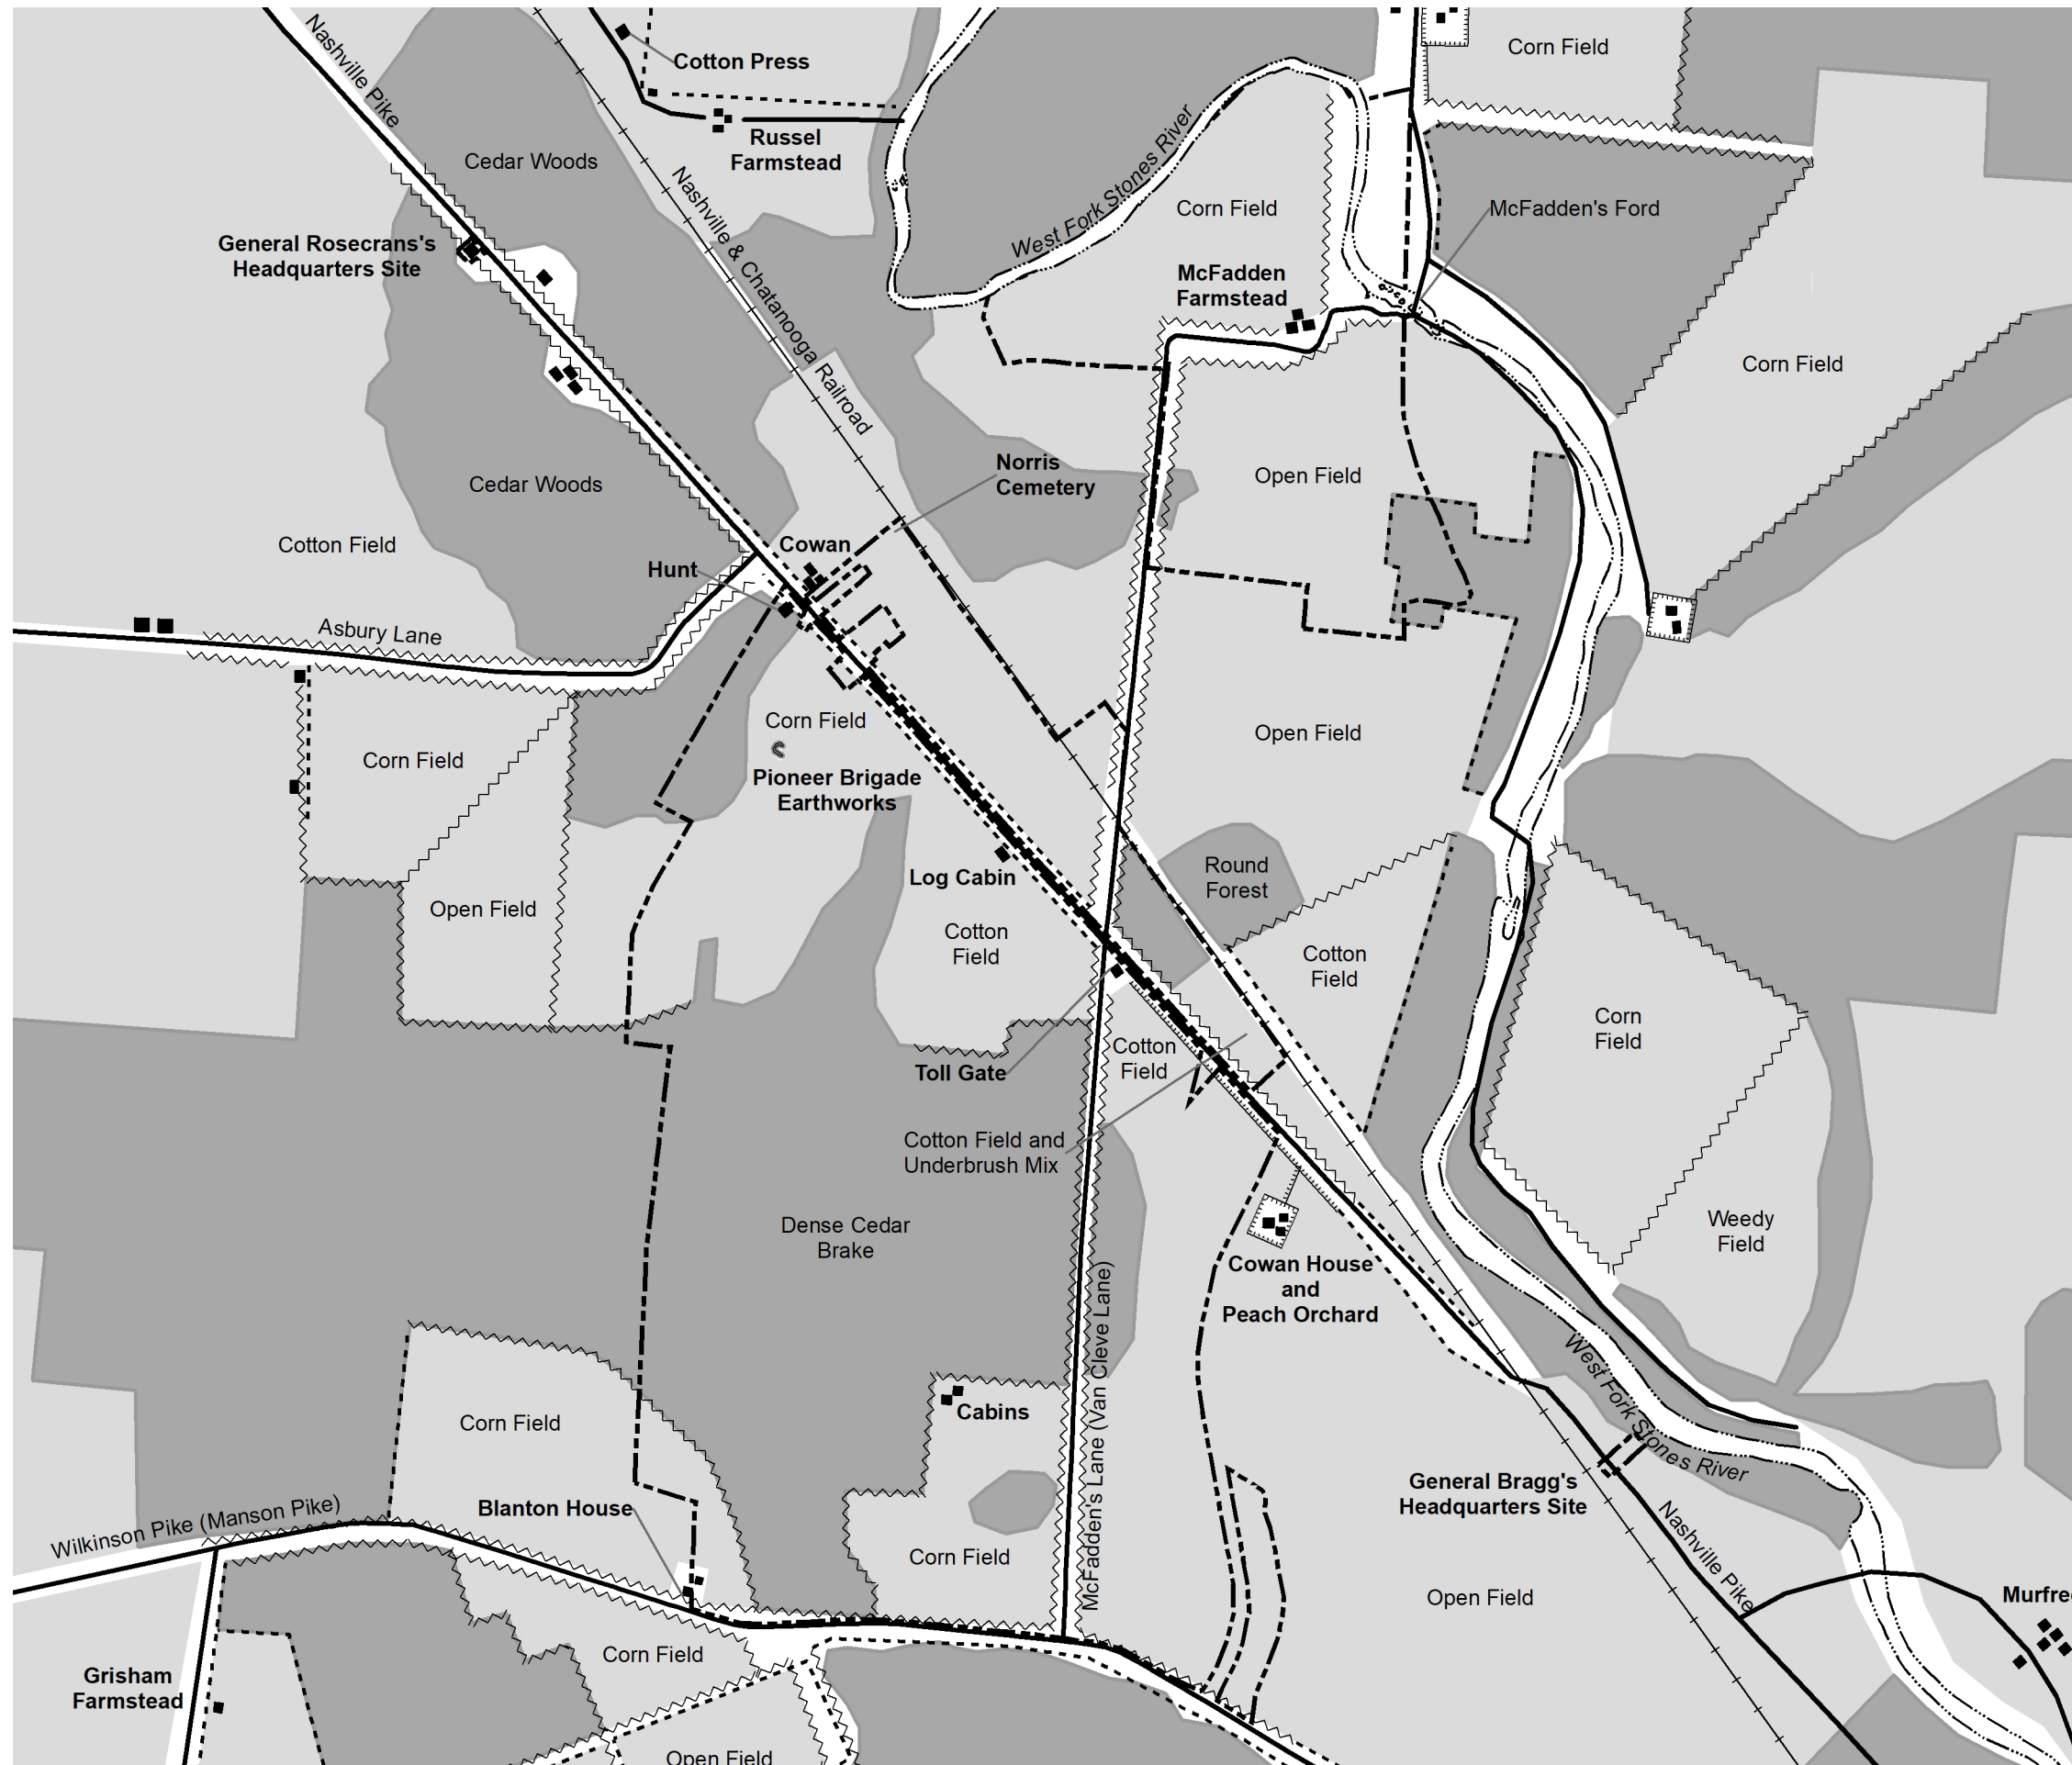 Corn Field
Nashville Pike
Cotton Press
Russel
Farmstead
Cedar Woods
Nashville & Chatanooga Railroad
West Fork Stones River
Corn Field
McFadden's Ford
General Rosecrans's
Headquarters Site
McFadden
Farmstead
Corn Field
Cedar Woods
Norris
Cemetery
Open Field
Cotton Field
Cowan
Hunt
Asbury Lane
Corn Field
Open Field
Corn Field
Pioneer Brigade
Earthworks
Log Cabin
Round
Forest
Open Field
Cotton
Field
Cotton
Field
Corn
Field
Cotton
Field
Toll Gate
Cotton Field and
Underbrush Mix
Dense Cedar
Brake
Weedy
Field
Cowan House
and
Peach Orchard
McFadden's Lane (Van Cleve Lane)
West Fork Stones River
Corn Field
Cabins
General Bragg's
Headquarters Site
Wilkinson Pike (Manson Pike)
Blanton House
Nashville Pike
Corn Field
Open Field
Murfre
Corn Field
Grisham
Farmstead
Open Field